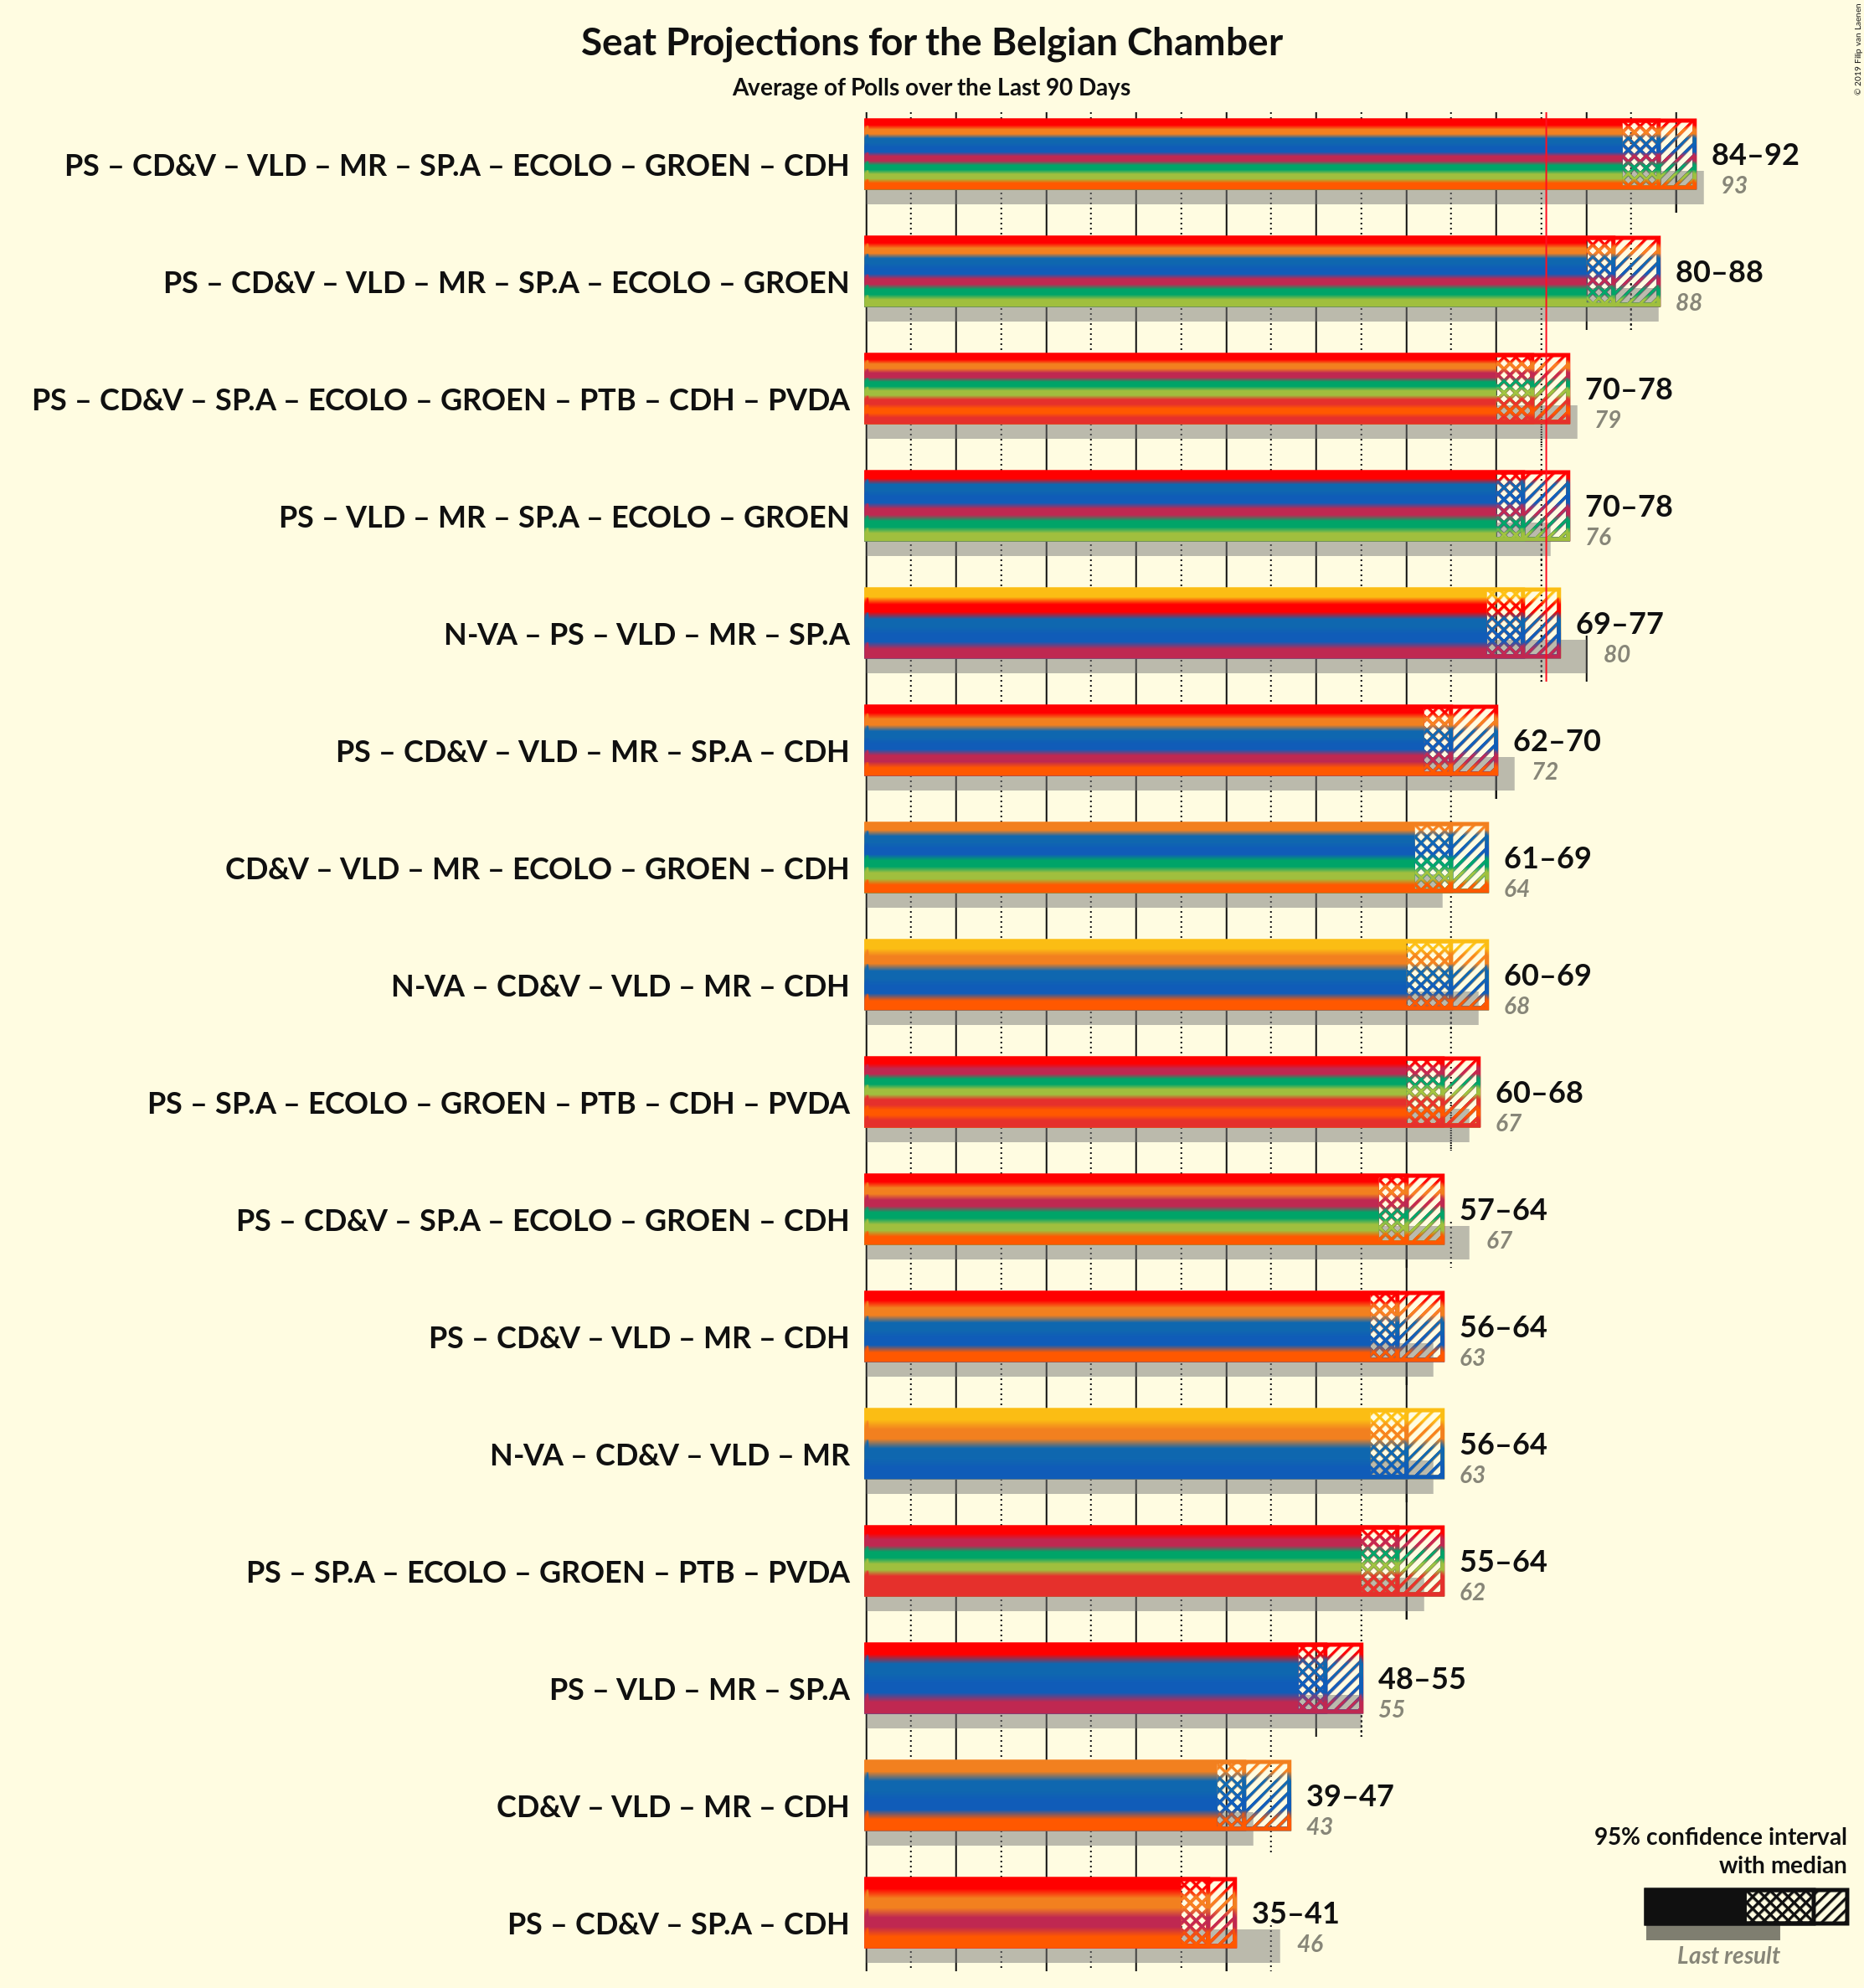 Seat Projections for the Belgian Chamber
Average of Polls over the Last 90 Days
© 2019 Filip van Laenen
PS – CD&V – VLD – MR – SP.A – ECOLO – GROEN – CDH
84–92
93
PS – CD&V – VLD – MR – SP.A – ECOLO – GROEN
80–88
88
PS – CD&V – SP.A – ECOLO – GROEN – PTB – CDH – PVDA
70–78
79
PS – VLD – MR – SP.A – ECOLO – GROEN
70–78
76
N-VA – PS – VLD – MR – SP.A
69–77
80
PS – CD&V – VLD – MR – SP.A – CDH
62–70
72
CD&V – VLD – MR – ECOLO – GROEN – CDH
61–69
64
N-VA – CD&V – VLD – MR – CDH
60–69
68
PS – SP.A – ECOLO – GROEN – PTB – CDH – PVDA
60–68
67
PS – CD&V – SP.A – ECOLO – GROEN – CDH
57–64
67
PS – CD&V – VLD – MR – CDH
56–64
63
N-VA – CD&V – VLD – MR
56–64
63
PS – SP.A – ECOLO – GROEN – PTB – PVDA
55–64
62
PS – VLD – MR – SP.A
48–55
55
CD&V – VLD – MR – CDH
39–47
43
PS – CD&V – SP.A – CDH
35–41
46
95% confidence interval
with median
Last result